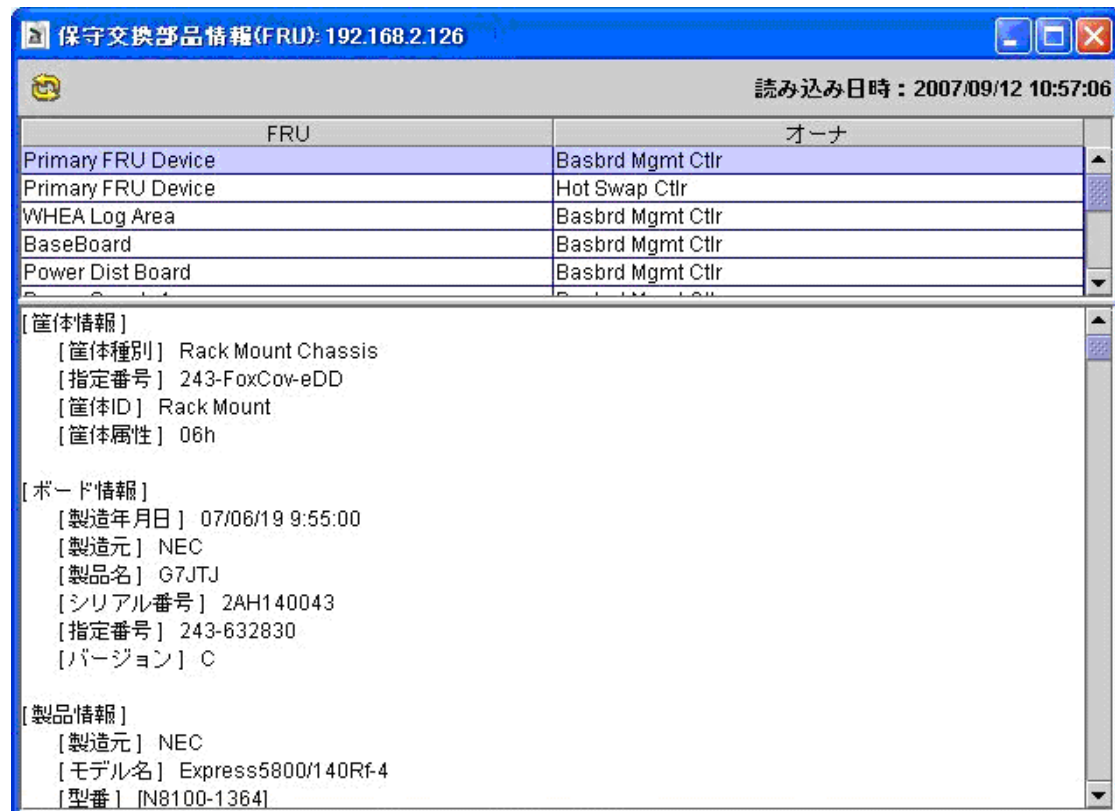 保守交換部品情報(FRU): 192.168.2.126
読み込み日時：2007/09/12 10:57:06
FRU オーナ
Primary FRU Device Basbrd Mgmt Ctlr
Primary FRU Device Hot Swap Ctlr
WHEA Log Area Basbrd Mgmt Ctlr
BaseBoard Basbrd Mgmt Ctlr
Power Dist Board Basbrd Mgmt Ctlr
[筐体情報]
[筐体種別] Rack Mount Chassis
[指定番号] 243-FoxCov-eDD
[筐体ID] Rack Mount
[筐体属性] 06h
[ボード情報]
[製造年月日] 07/06/19 9:55:00
[製造元] NEC
[製品名] G7JTJ
[シリアル番号] 2AH140043
[指定番号] 243-632830
[バージョン] C
[製品情報]
[製造元] NEC
[モデル名] Express5800/140Rf-4
[型番] [N8100-1364]